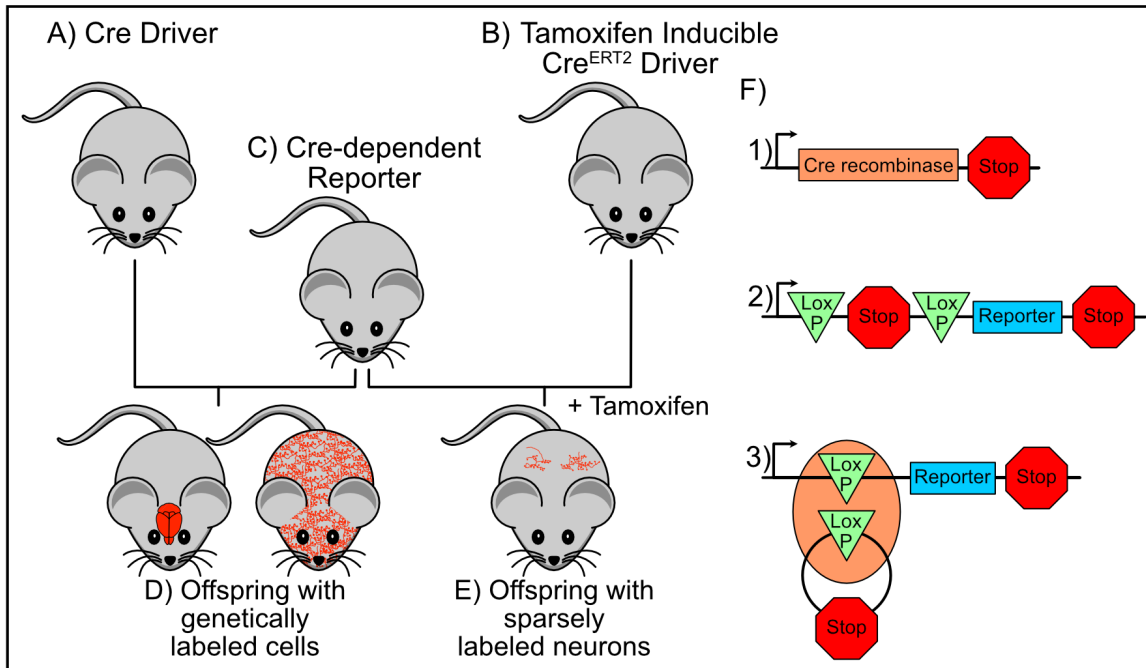 A) Cre Driver
B) Tamoxifen Inducible
Cre^ERT2 Driver
C) Cre-dependent
Reporter
+ Tamoxifen
D) Offspring with
genetically
labeled cells
E) Offspring with
sparsely
labeled neurons
F)
1)
Cre recombinase
Stop
2)
Lox
P
Stop
Lox
P
Reporter
Stop
3)
Lox
P
Reporter
Stop
Lox
P
Stop